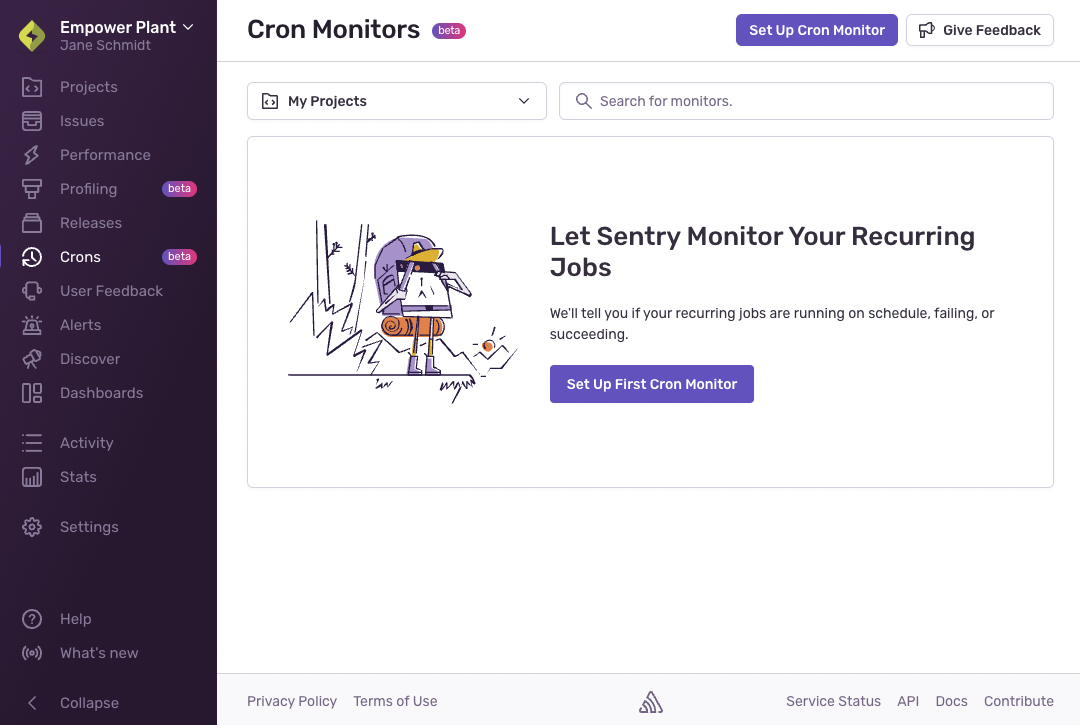 Empower Plant
Jane Schmidt
Projects
Issues
Performance
Profiling beta
Releases
Crons beta
User Feedback
Alerts
Discover
Dashboards
Activity
Stats
Settings
Help
What's new
Collapse
Cron Monitors beta
Set Up Cron Monitor
Give Feedback
My Projects
Search for monitors.
Let Sentry Monitor Your Recurring
Jobs
We'll tell you if your recurring jobs are running on schedule, failing, or
succeeding.
Set Up First Cron Monitor
Privacy Policy Terms of Use
Service Status API Docs Contribute